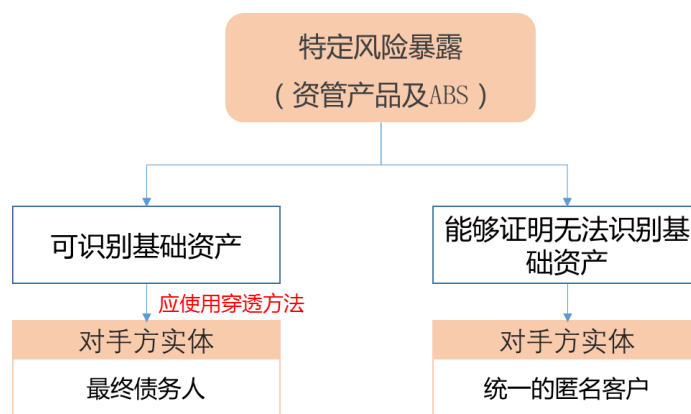 特定风险暴露
（资管产品及ABS）
可识别基础资产
能够证明无法识别基
础资产
应使用穿透方法
对手方实体
对手方实体
最终债务人
统一的匿名客户